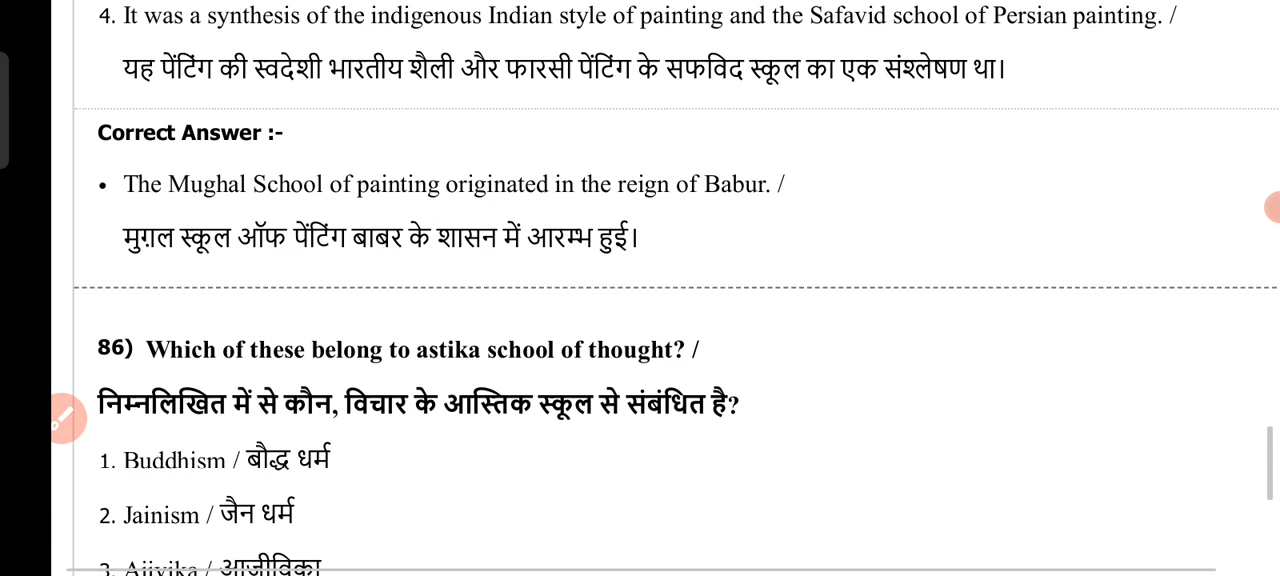 4. It was a synthesis of the indigenous Indian style of painting and the Safavid school of Persian painting. /
यह पेंटिंग की स्वदेशी भारतीय शैली और फारसी पेंटिंग के सफविद स्कूल का एक संश्लेषण था।
Correct Answer :-
• The Mughal School of painting originated in the reign of Babur. /
मुग़ल स्कूल ऑफ पेंटिंग बाबर के शासन में आरम्भ हुई।
86) Which of these belong to astika school of thought? /
निम्नलिखित में से कौन, विचार के आस्तिक स्कूल से संबंधित है?
1. Buddhism / बौद्ध धर्म
2. Jainism / जैन धर्म
3. Ajivika / आजीविका